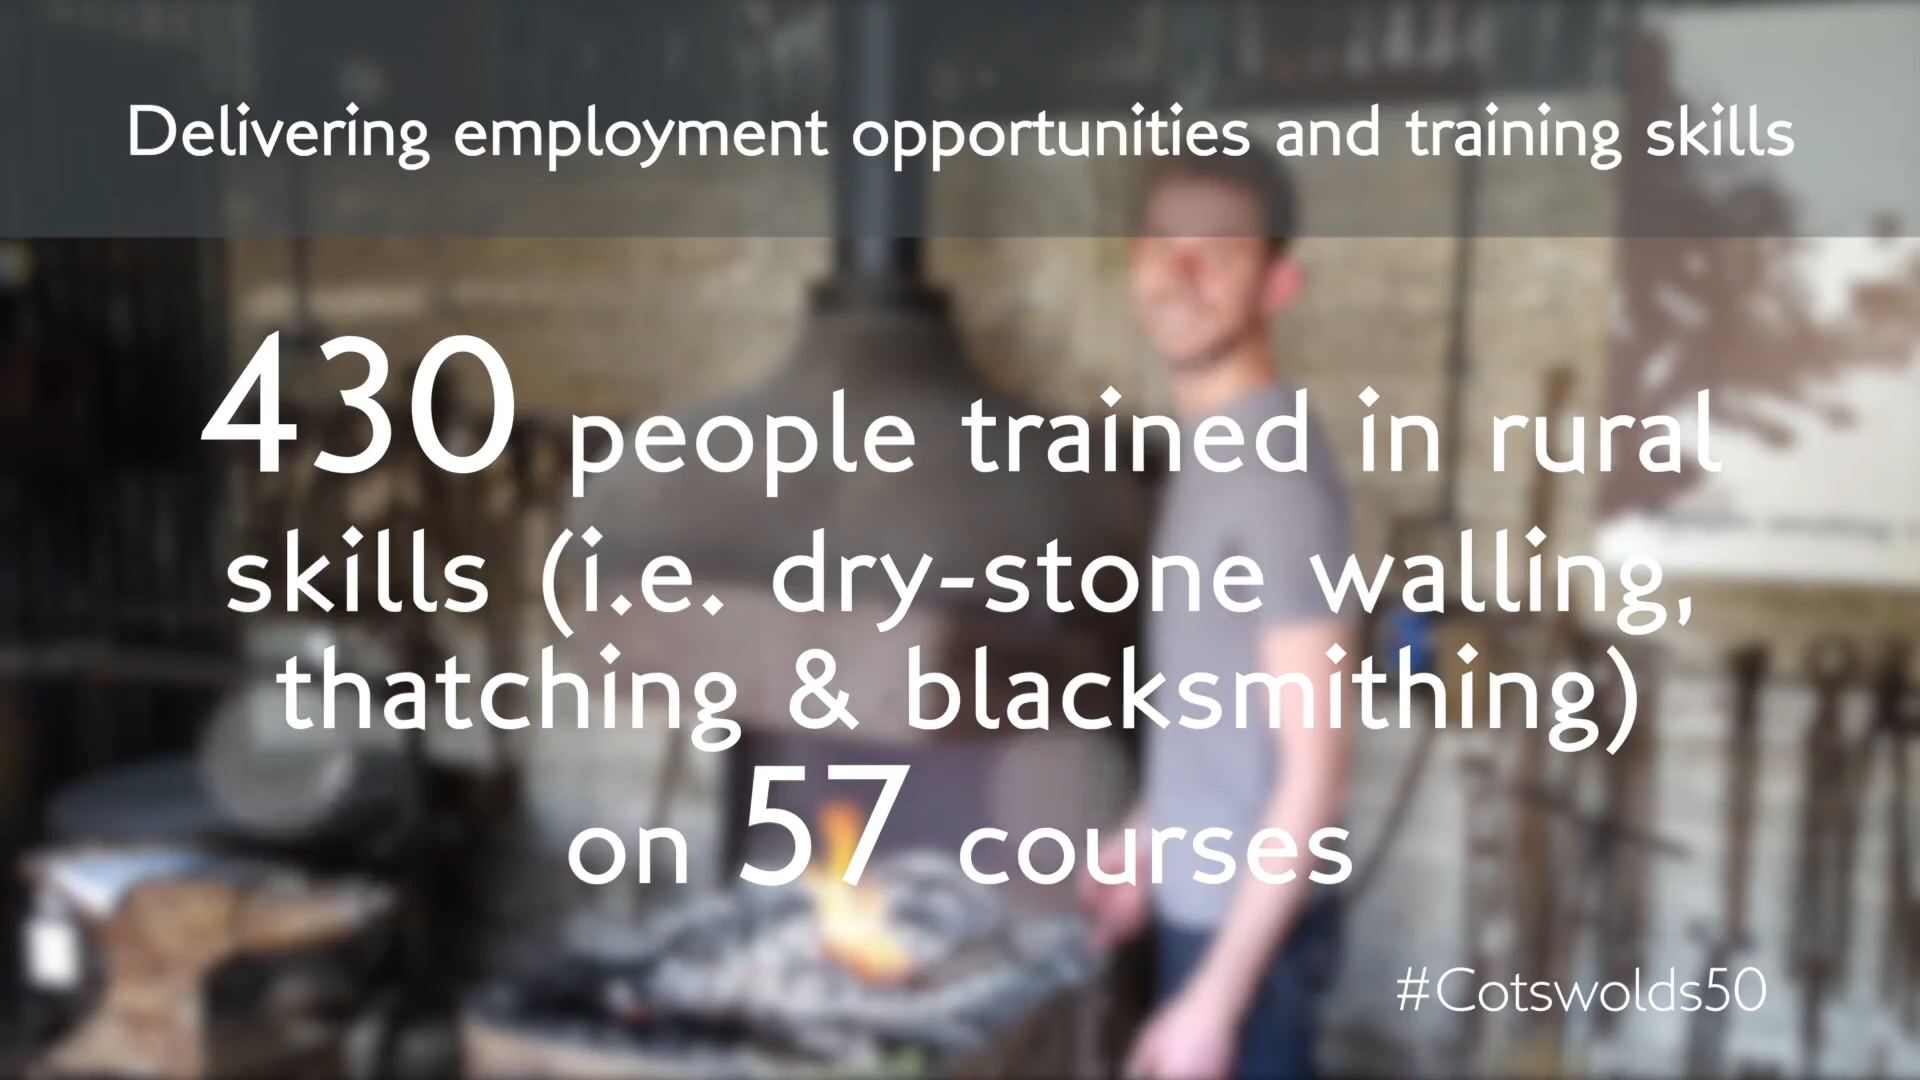 Delivering employment opportunities and training skills
430 people trained in rural
skills (i.e. dry-stone walling,
thatching & blacksmithing)
on 57 courses
#Cotswolds50